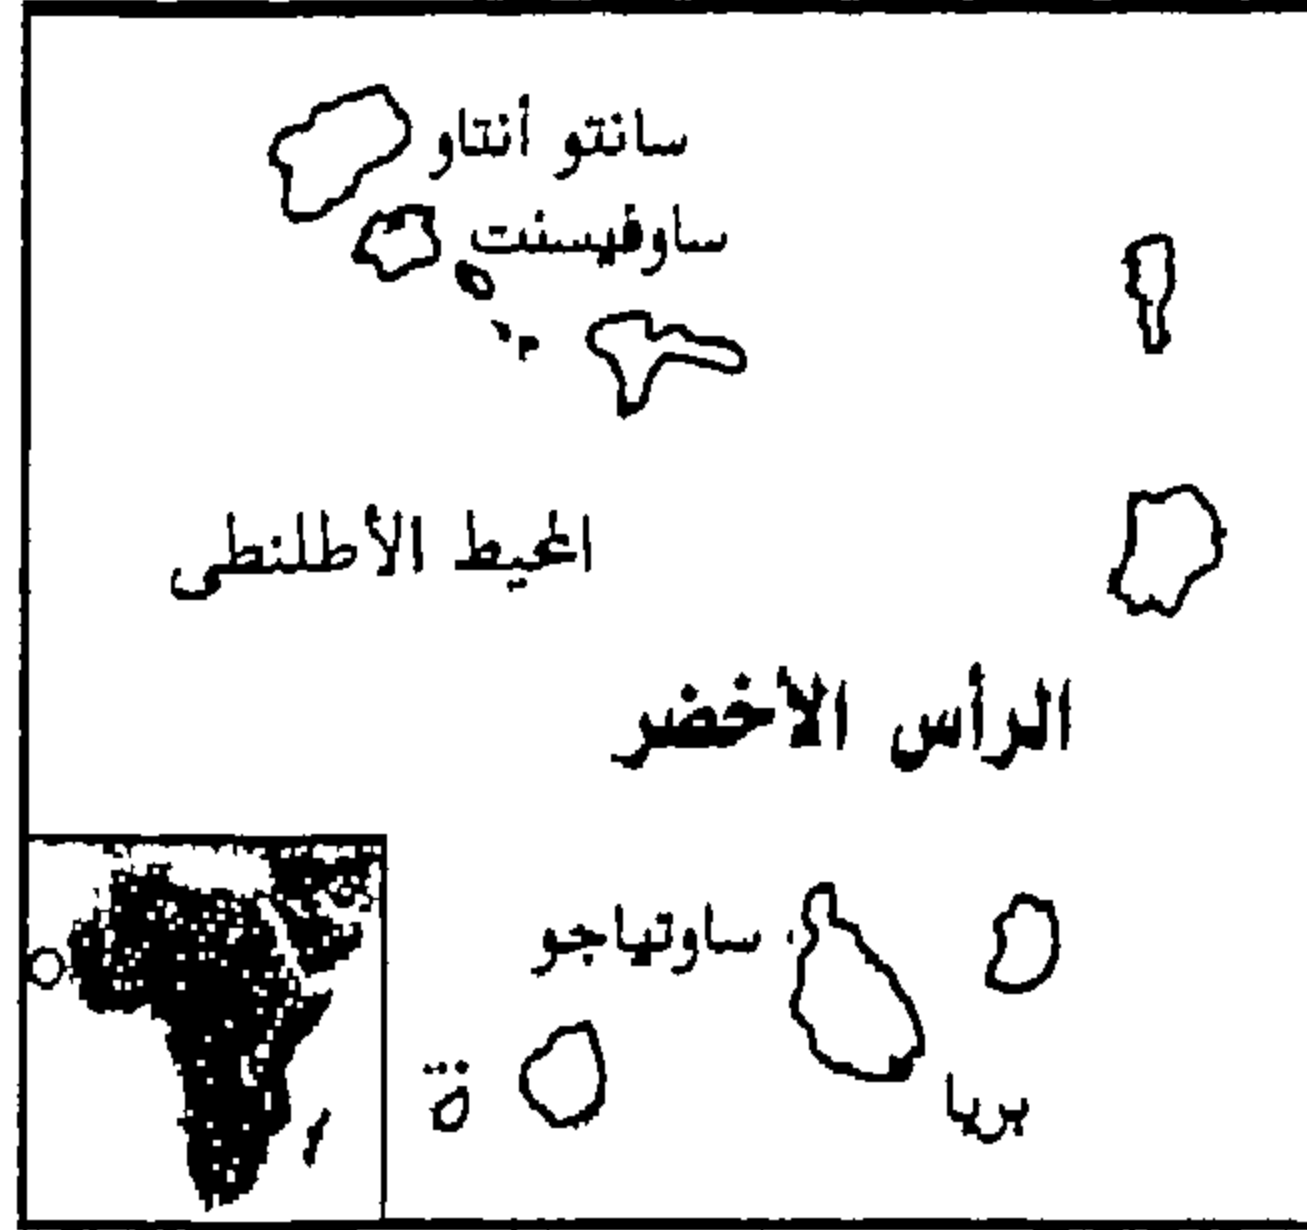 سانتو أنتاو
ساوفيسنت
المحيط الأطلنطى
الرأس الأخضر
ساوتياجو
بريا